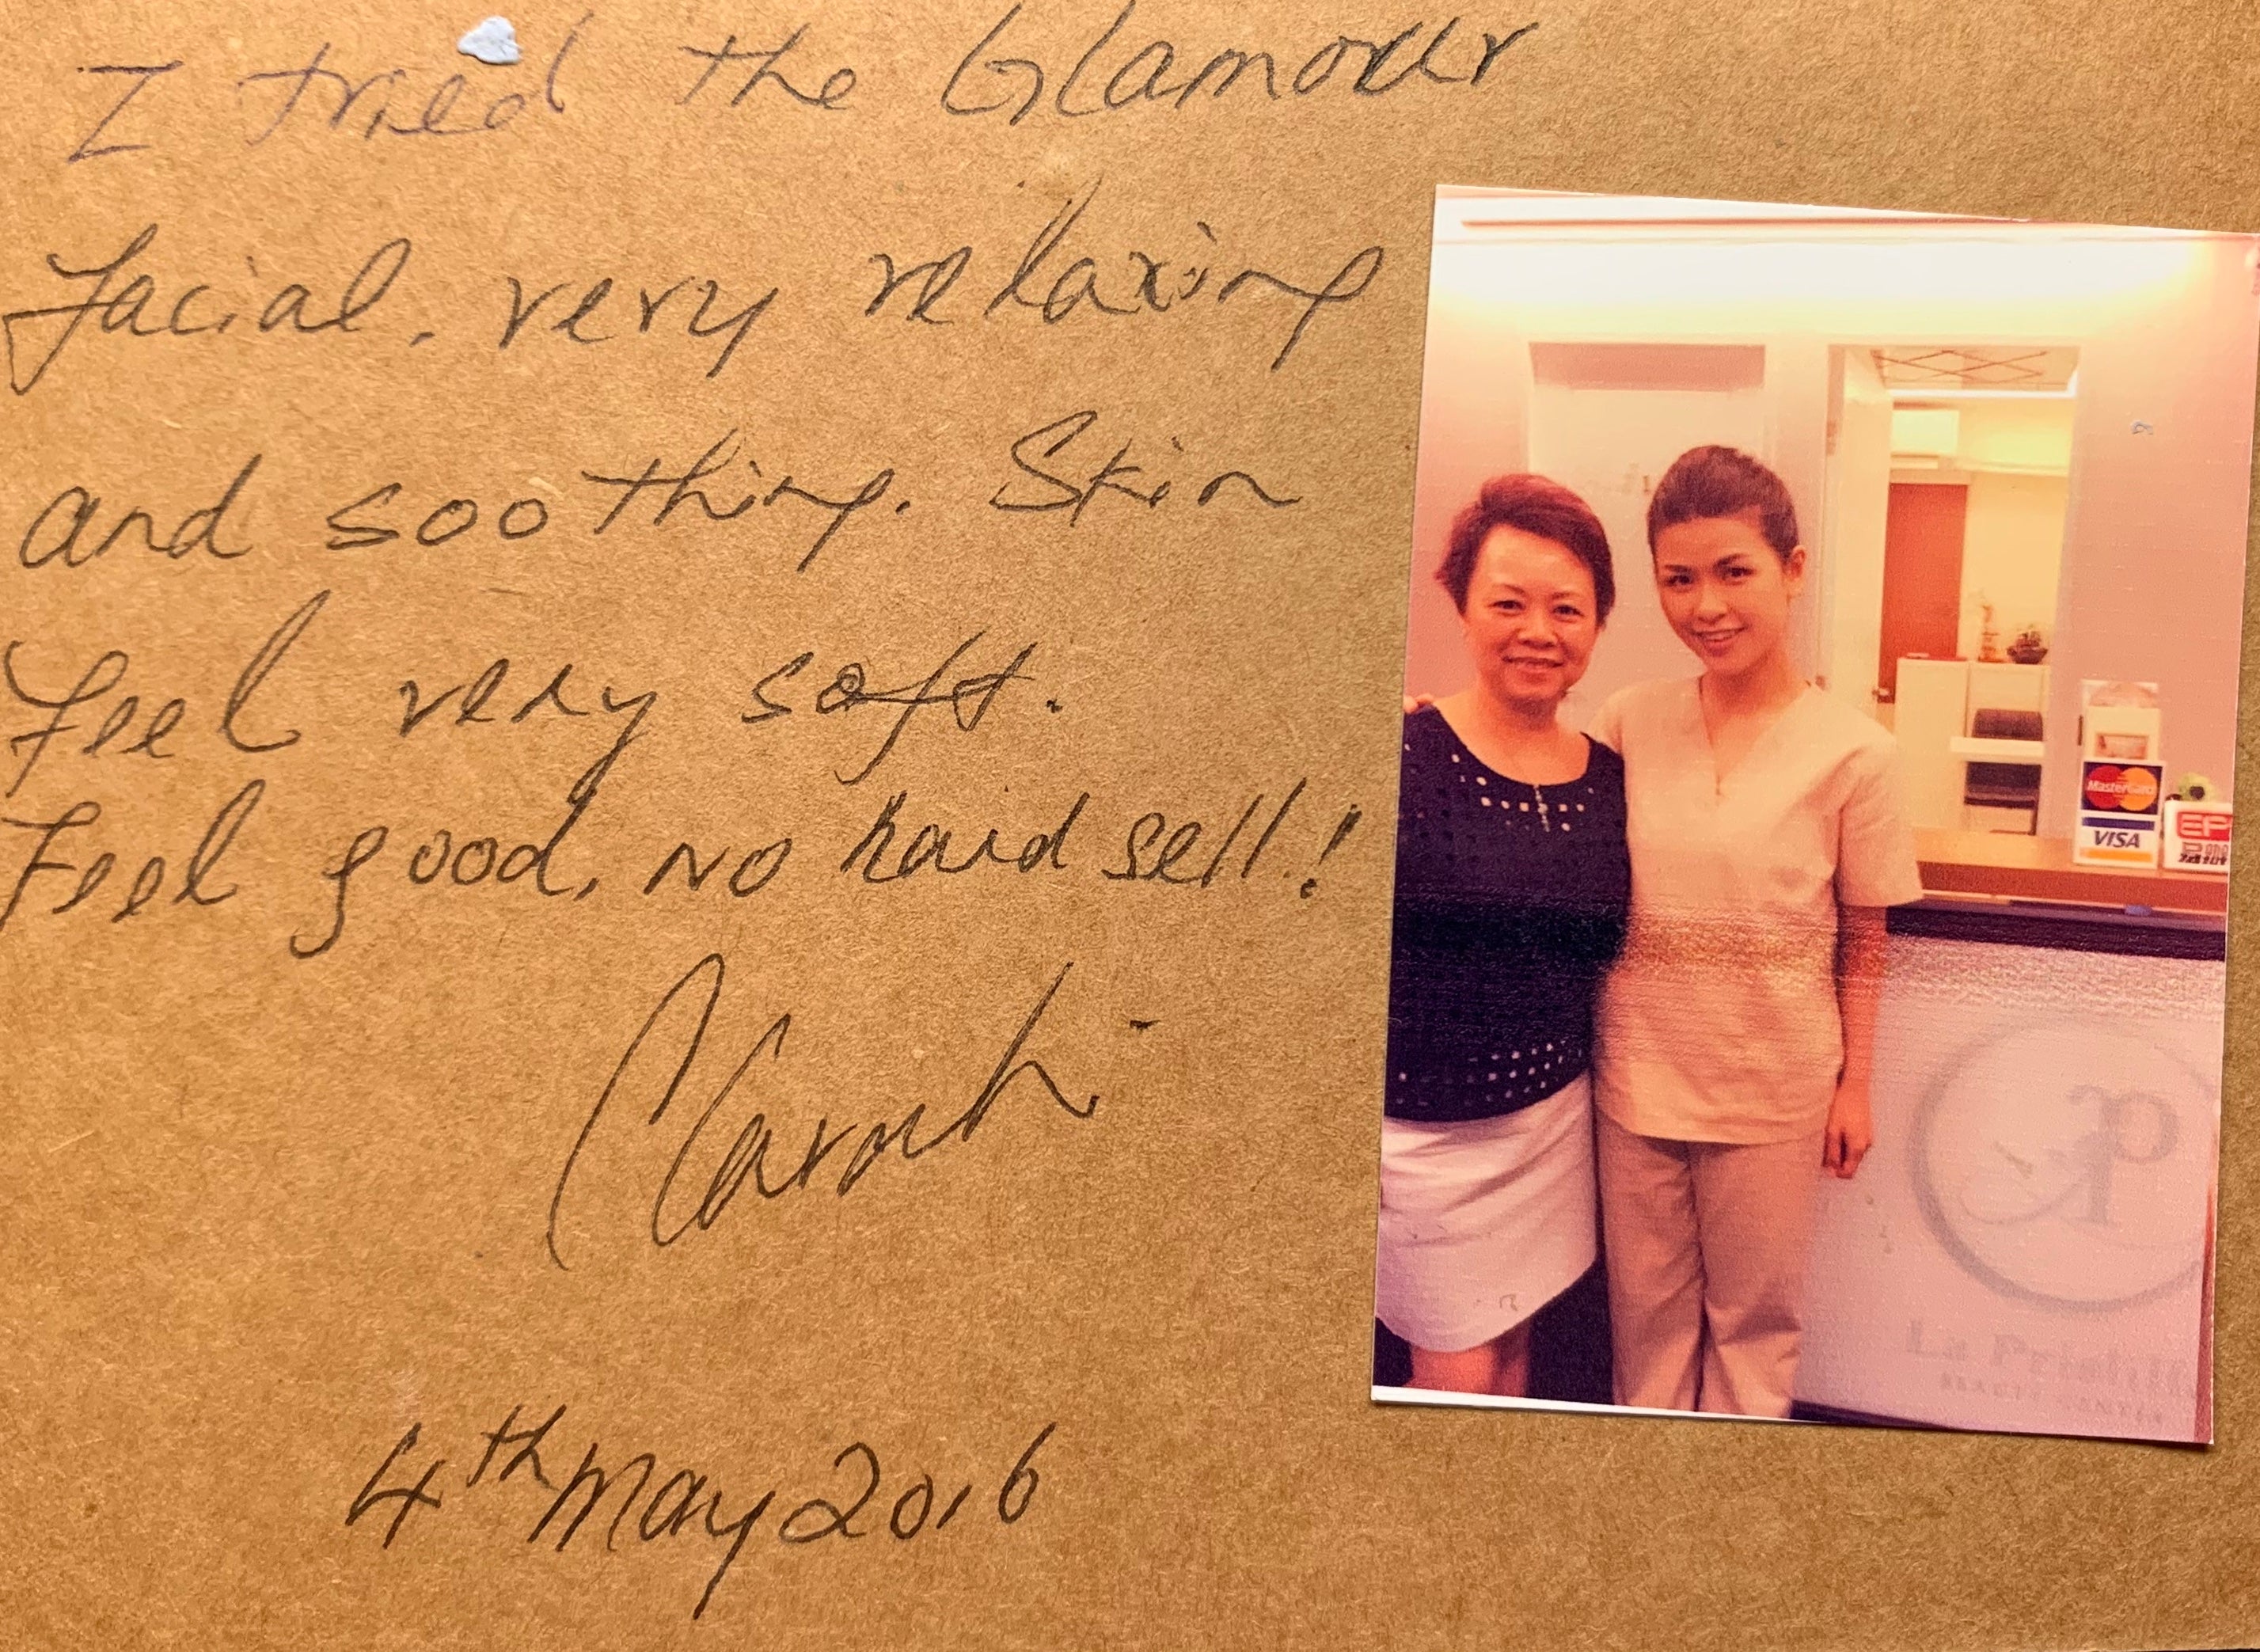 I tried the Glamour
facial. very relaxing
and soothing. Skin
feel very soft.
Feel good, no hard sell!
4th May 2016
MasterCard
VISA
EP